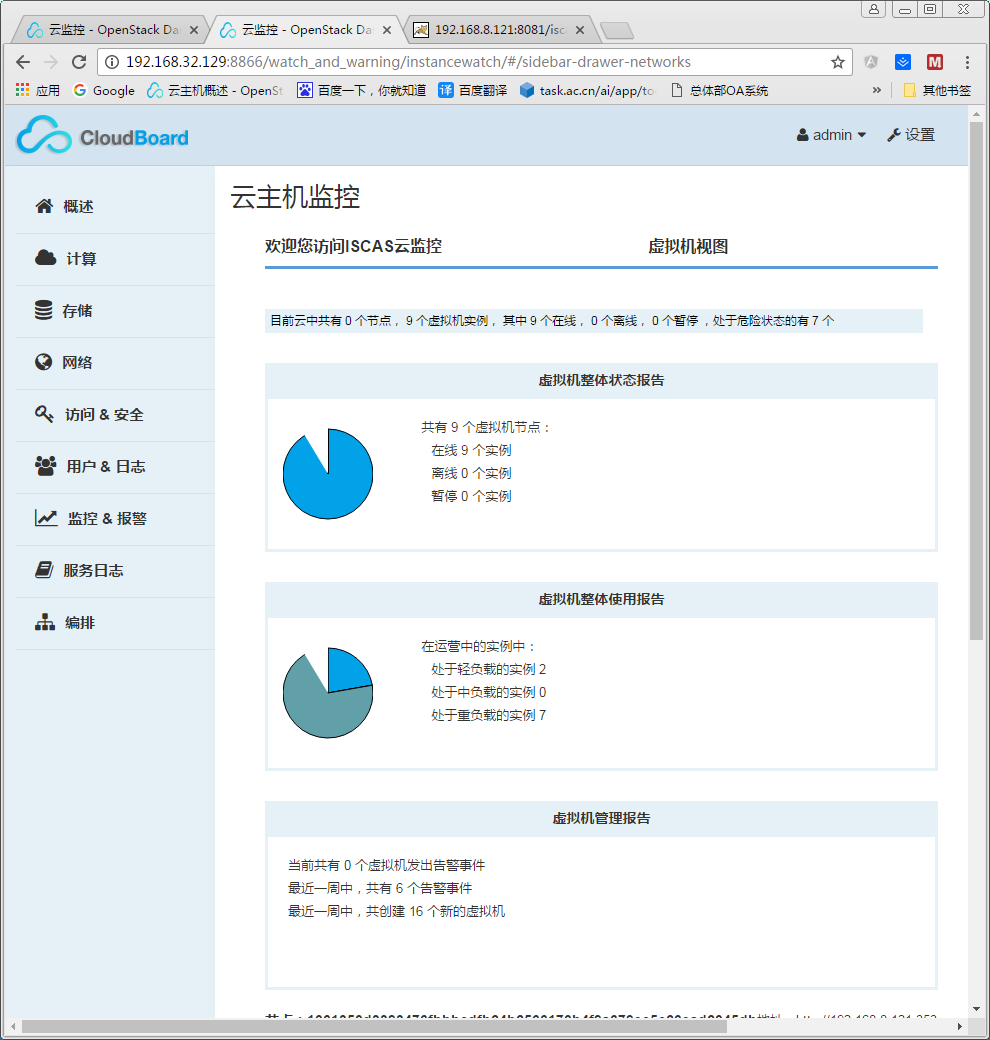 云监控 - OpenStack Da
云监控 - OpenStack Da
192.168.8.121:8081/isc
192.168.32.129:8866/watch_and_warning/instancewatch/#/sidebar-drawer-networks
应用
Google
云主机概述 - OpenSt
百度一下，你就知道
百度翻译
task.ac.cn/ai/app/to
总体部OA系统
»
其他书签
CloudBoard
admin
设置
概述
计算
存储
网络
访问 & 安全
用户 & 日志
监控 & 报警
服务日志
编排
云主机监控
欢迎您访问ISCAS云监控
虚拟机视图
目前云中共有 0 个节点， 9 个虚拟机实例， 其中 9 个在线， 0 个离线， 0 个暂停 ，处于危险状态的有 7 个
虚拟机整体状态报告
共有 9 个虚拟机节点：
在线 9 个实例
离线 0 个实例
暂停 0 个实例
虚拟机整体使用报告
在运营中的实例中：
处于轻负载的实例 2
处于中负载的实例 0
处于重负载的实例 7
虚拟机管理报告
当前共有 0 个虚拟机发出告警事件
最近一周中，共有 6 个告警事件
最近一周中，共创建 16 个新的虚拟机